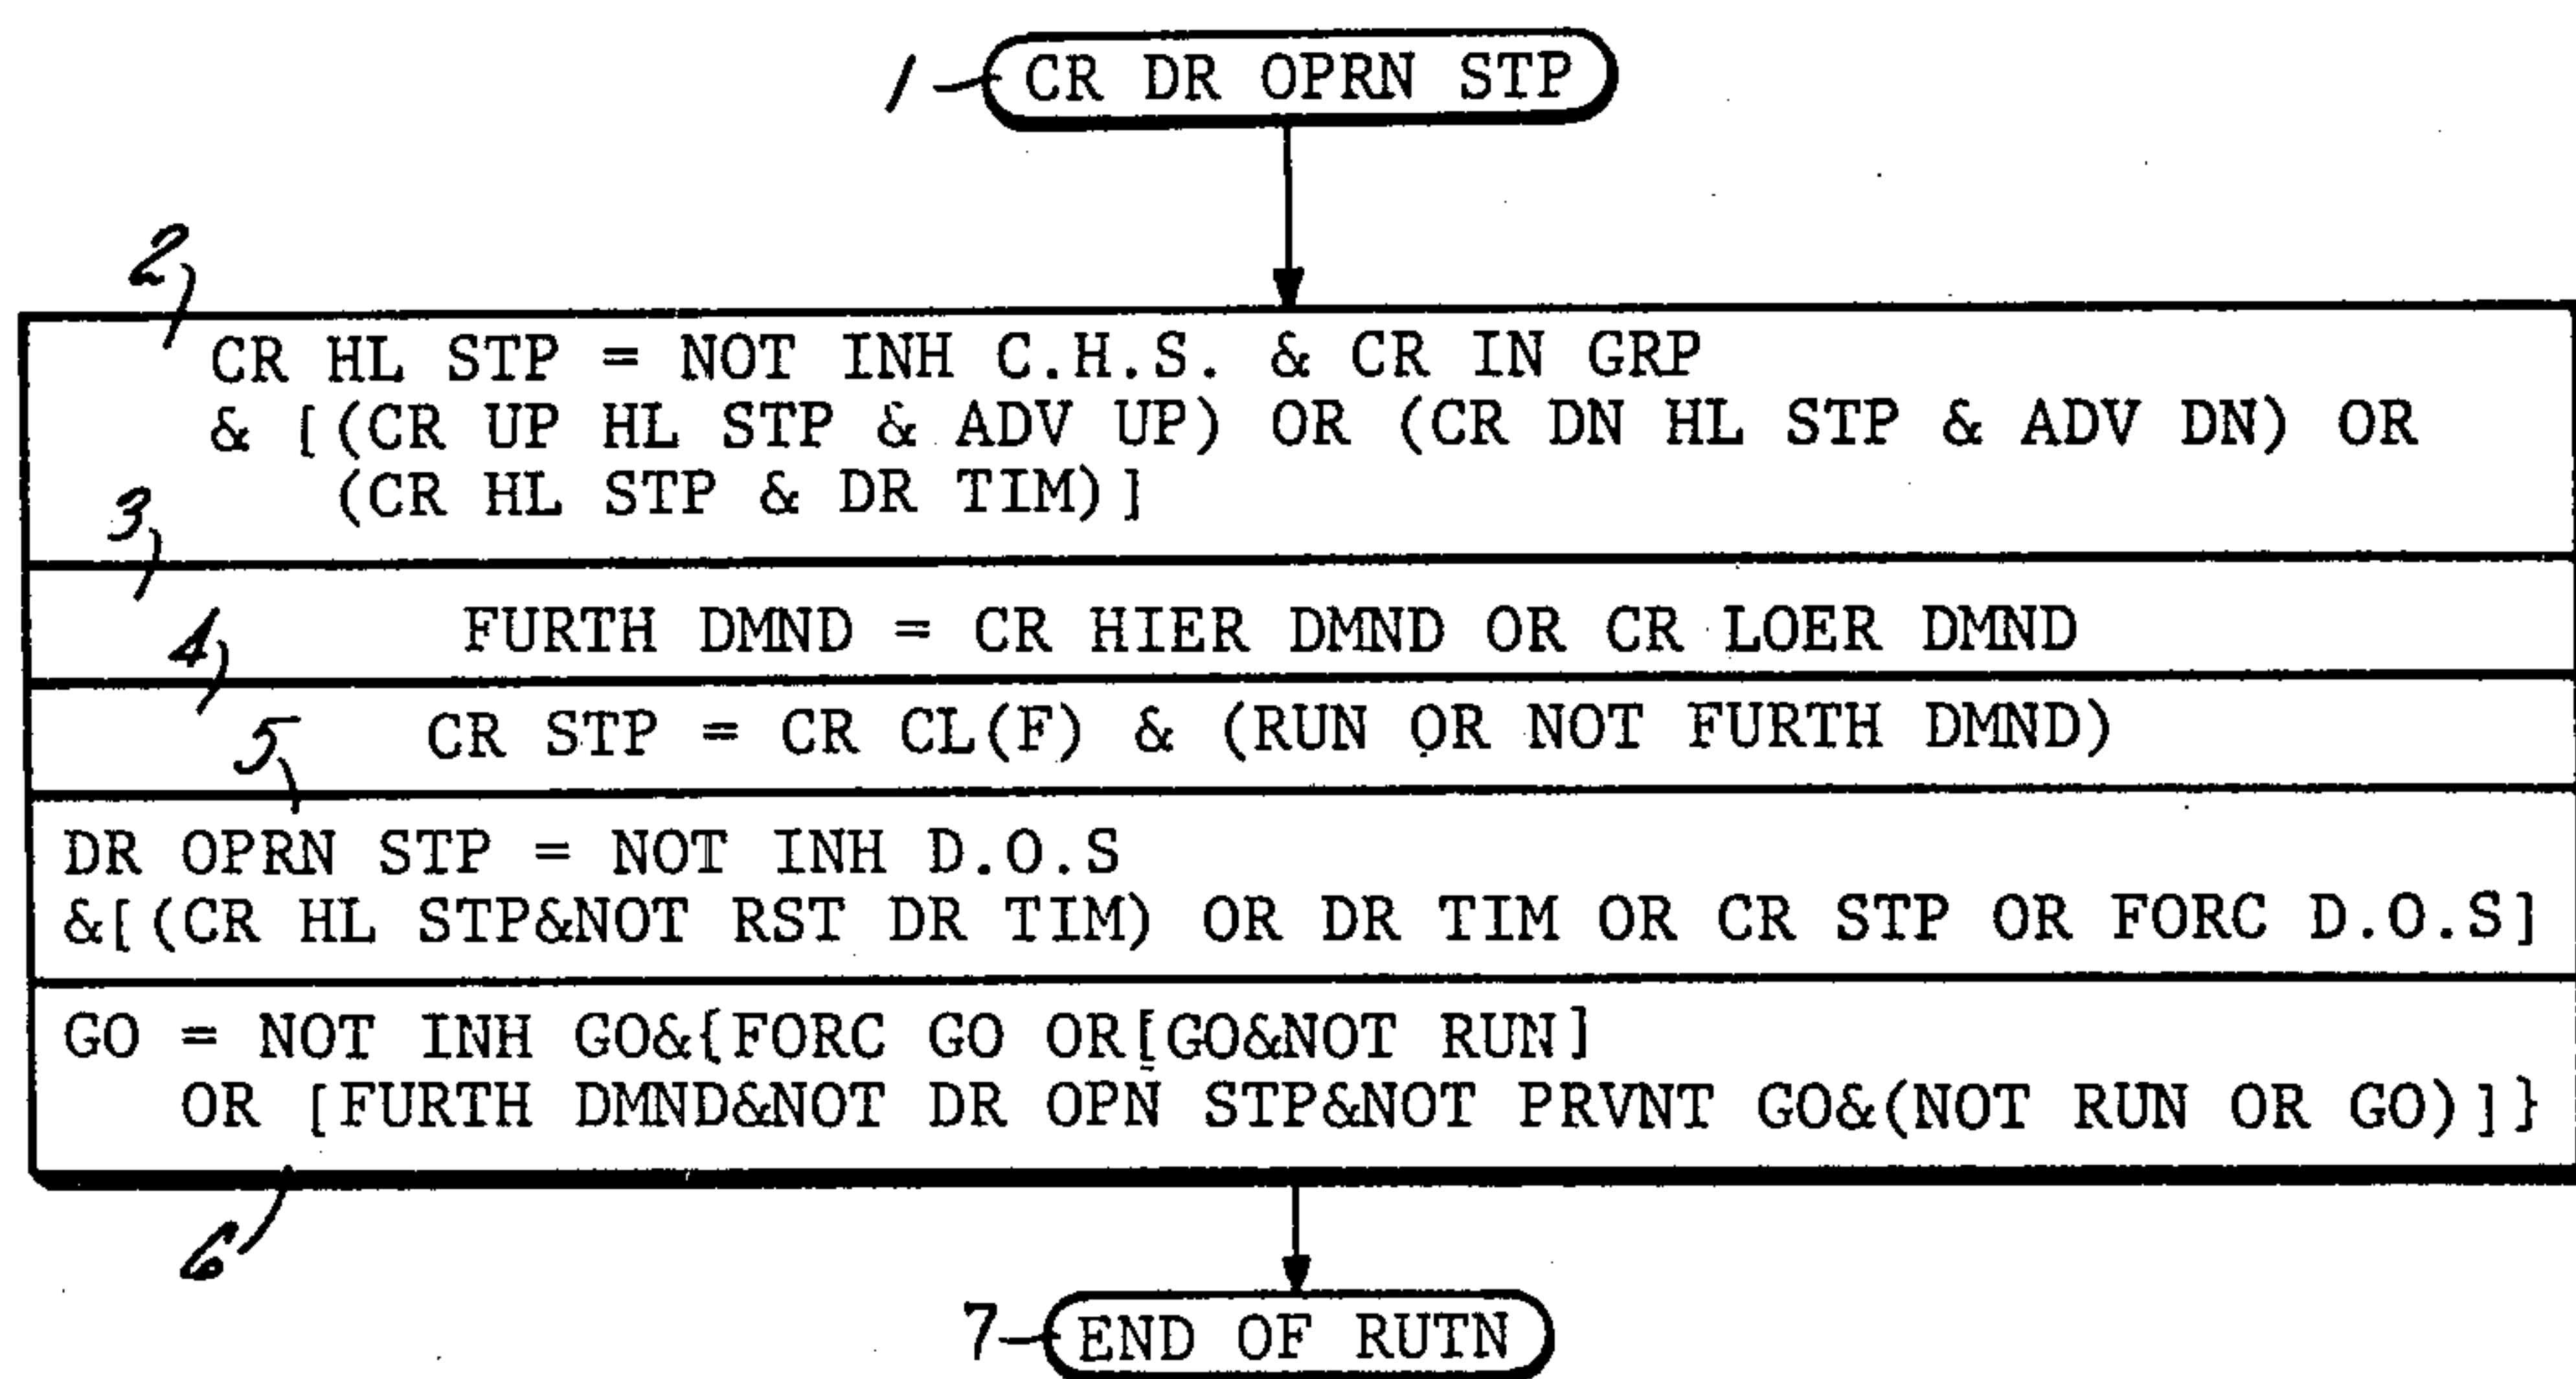 1 CR DR OPRN STP
2
CR HL STP = NOT INH C.H.S. & CR IN GRP
& [(CR UP HL STP & ADV UP) OR (CR DN HL STP & ADV DN) OR
(CR HL STP & DR TIM)]
3
FURTH DMND = CR HIER DMND OR CR LOER DMND
4
CR STP = CR CL(F) & (RUN OR NOT FURTH DMND)
5
DR OPRN STP = NOT INH D.O.S
&[(CR HL STP&NOT RST DR TIM) OR DR TIM OR CR STP OR FORC D.O.S]
GO = NOT INH GO&{FORC GO OR[GO&NOT RUN]
OR [FURTH DMND&NOT DR OPN STP&NOT PRVNT GO&(NOT RUN OR GO)]}
6
7 END OF RUTN